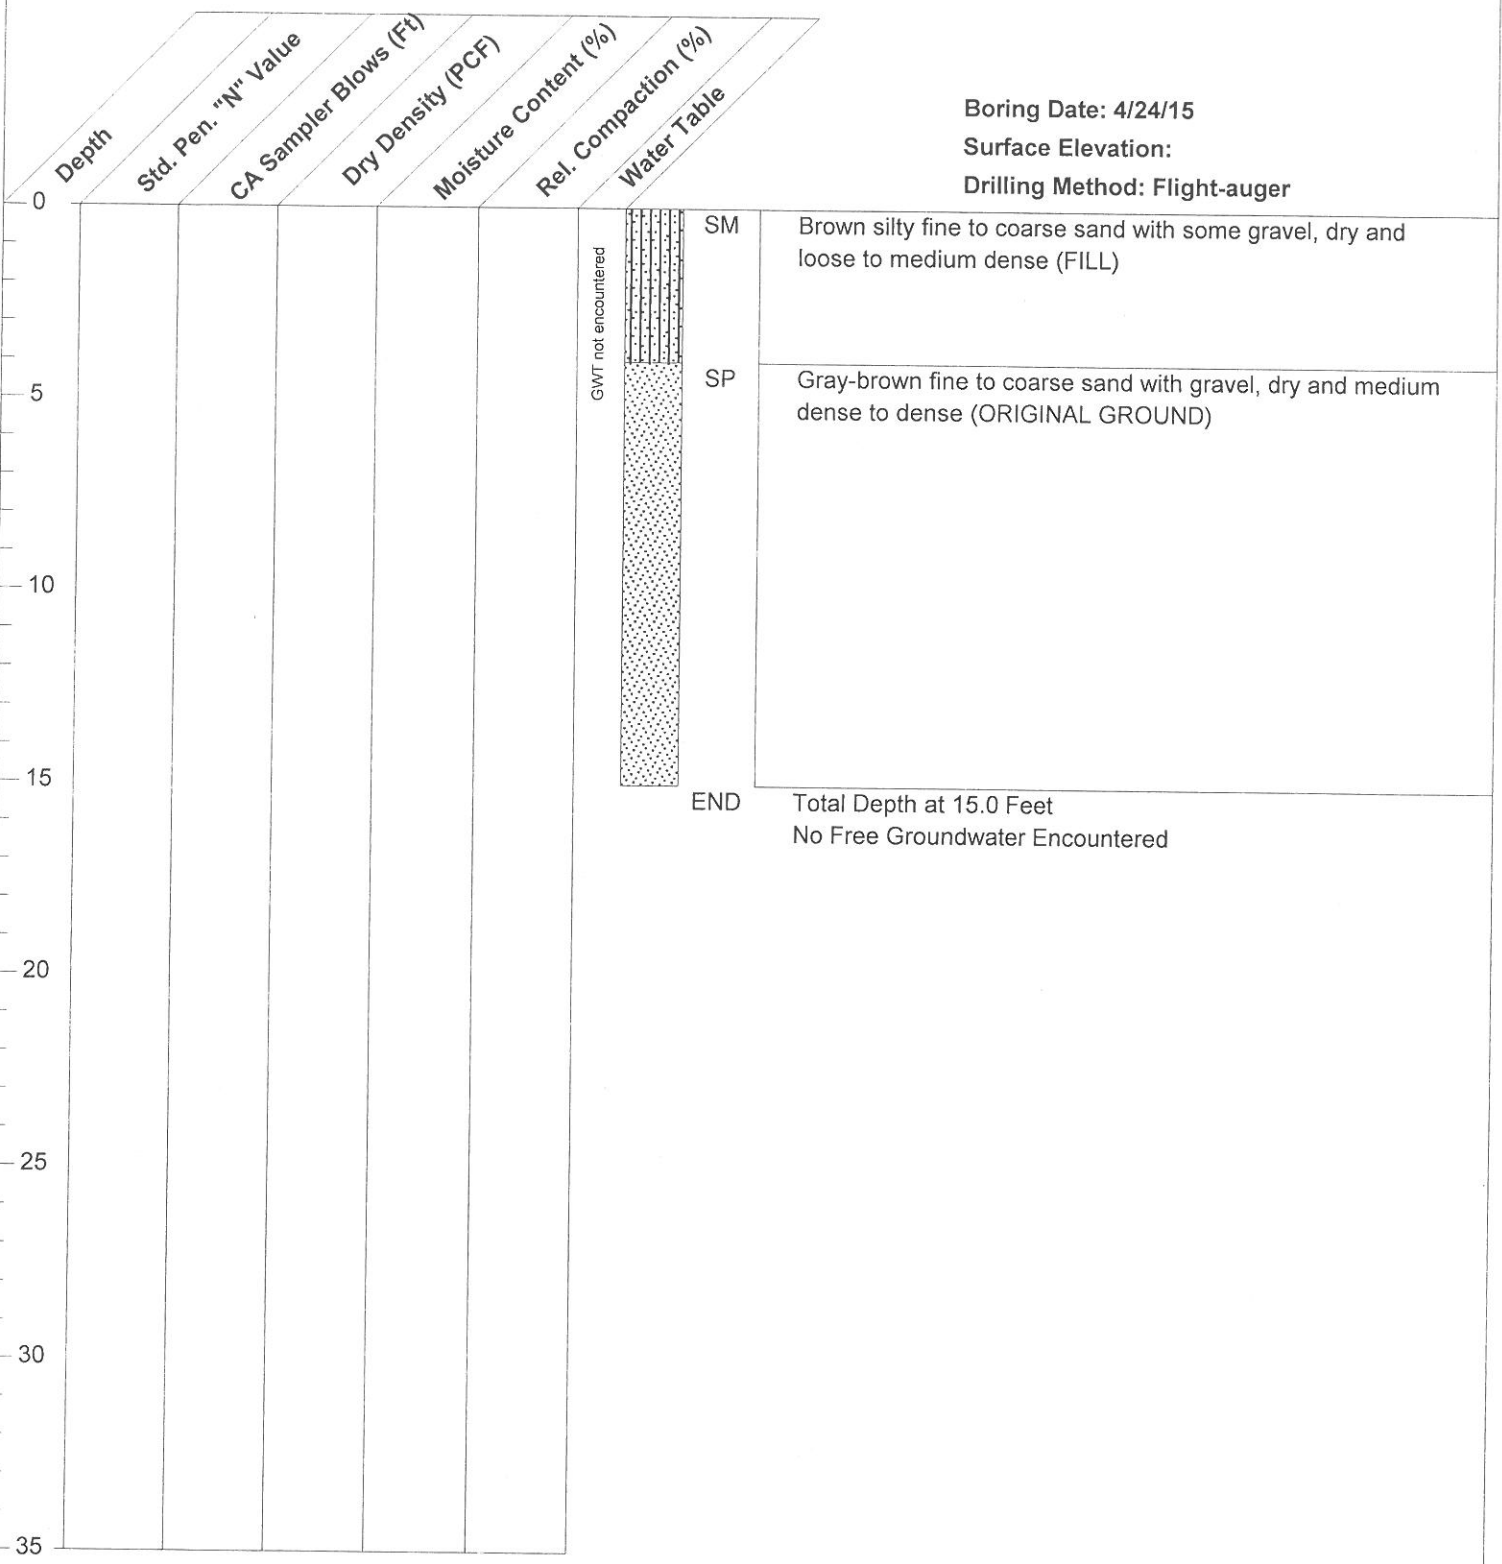 Depth
Std. Pen. "N" Value
CA Sampler Blows (Ft)
Dry Density (PCF)
Moisture Content (%)
Rel. Compaction (%)
Water Table
Boring Date: 4/24/15
Surface Elevation:
Drilling Method: Flight-auger
0
GWT not encountered
SM
Brown silty fine to coarse sand with some gravel, dry and
loose to medium dense (FILL)
5
SP
Gray-brown fine to coarse sand with gravel, dry and medium
dense to dense (ORIGINAL GROUND)
10
15
END
Total Depth at 15.0 Feet
No Free Groundwater Encountered
20
25
30
35